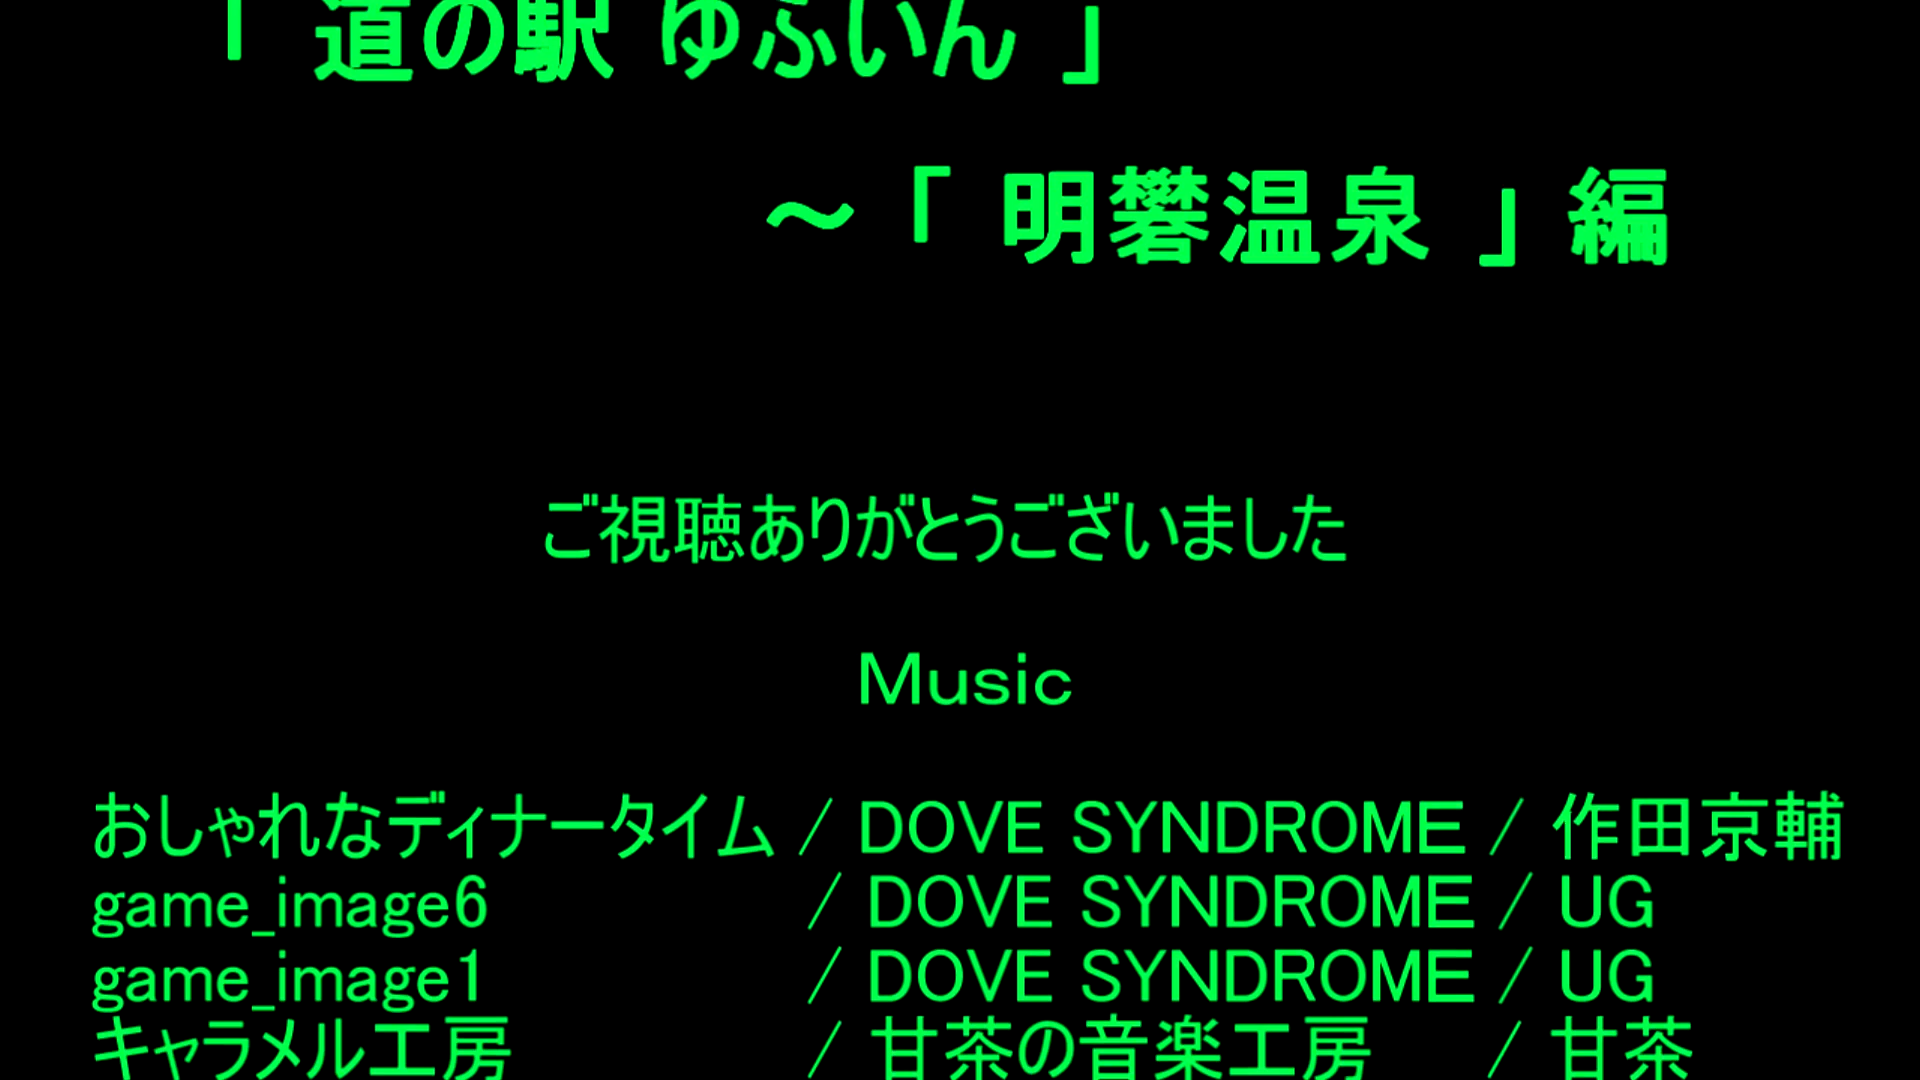 「 道の駅 ゆふいん 」
～「 明礬温泉 」編
ご視聴ありがとうございました
Music
おしゃれなディナータイム / DOVE SYNDROME / 作田京輔
game_image6 / DOVE SYNDROME / UG
game_image1 / DOVE SYNDROME / UG
キャラメル工房 / 甘茶の音楽工房 / 甘茶